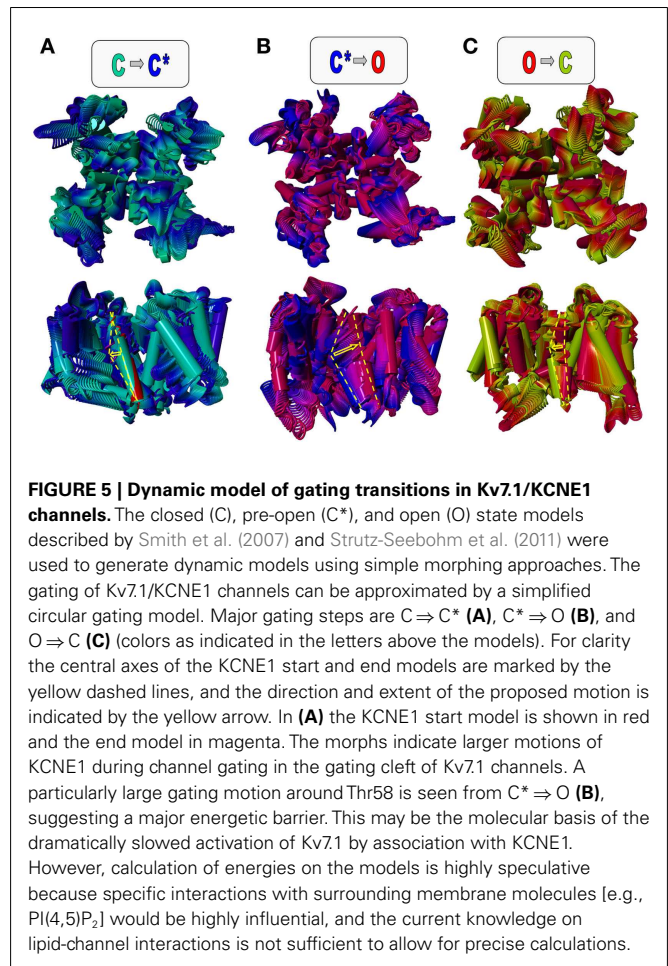 A
B
C
C ⇨ C*
C* ⇨ O
O ⇨ C
FIGURE 5 | Dynamic model of gating transitions in Kv7.1/KCNE1
channels. The closed (C), pre-open (C*), and open (O) state models
described by Smith et al. (2007) and Strutz-Seebohm et al. (2011) were
used to generate dynamic models using simple morphing approaches. The
gating of Kv7.1/KCNE1 channels can be approximated by a simplified
circular gating model. Major gating steps are C ⇒ C* (A), C* ⇒ O (B), and
O ⇒ C (C) (colors as indicated in the letters above the models). For clarity
the central axes of the KCNE1 start and end models are marked by the
yellow dashed lines, and the direction and extent of the proposed motion is
indicated by the yellow arrow. In (A) the KCNE1 start model is shown in red
and the end model in magenta. The morphs indicate larger motions of
KCNE1 during channel gating in the gating cleft of Kv7.1 channels. A
particularly large gating motion around Thr58 is seen from C* ⇒ O (B),
suggesting a major energetic barrier. This may be the molecular basis of the
dramatically slowed activation of Kv7.1 by association with KCNE1.
However, calculation of energies on the models is highly speculative
because specific interactions with surrounding membrane molecules [e.g.,
PI(4,5)P₂] would be highly influential, and the current knowledge on
lipid-channel interactions is not sufficient to allow for precise calculations.